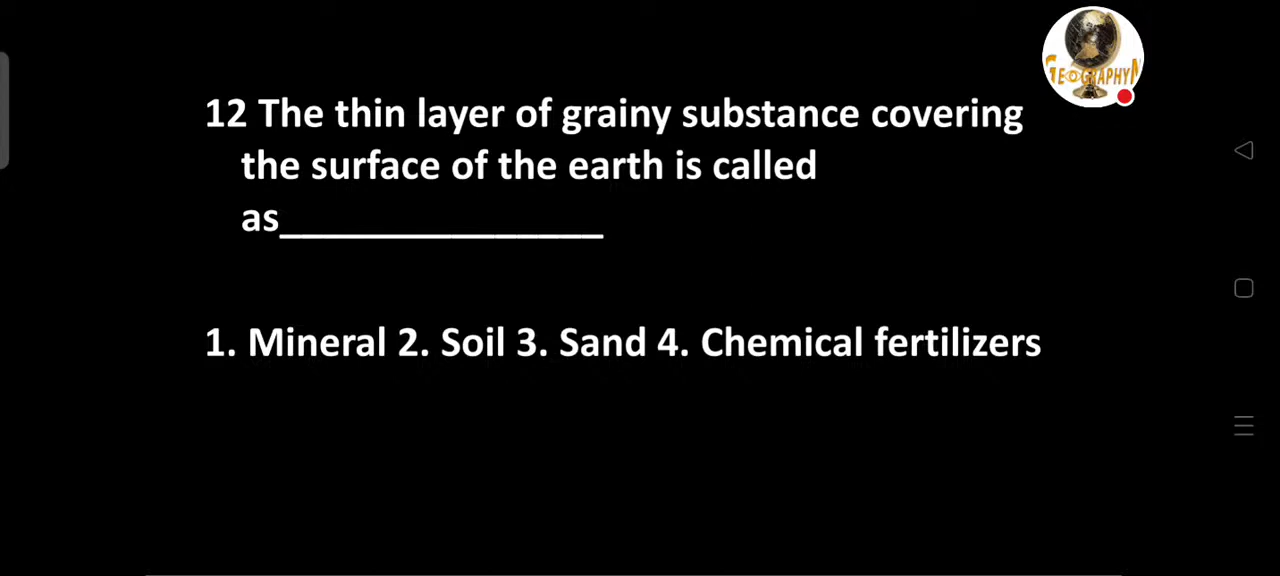 GEOGRAPHY
12 The thin layer of grainy substance covering
the surface of the earth is called
as_______________
1. Mineral 2. Soil 3. Sand 4. Chemical fertilizers